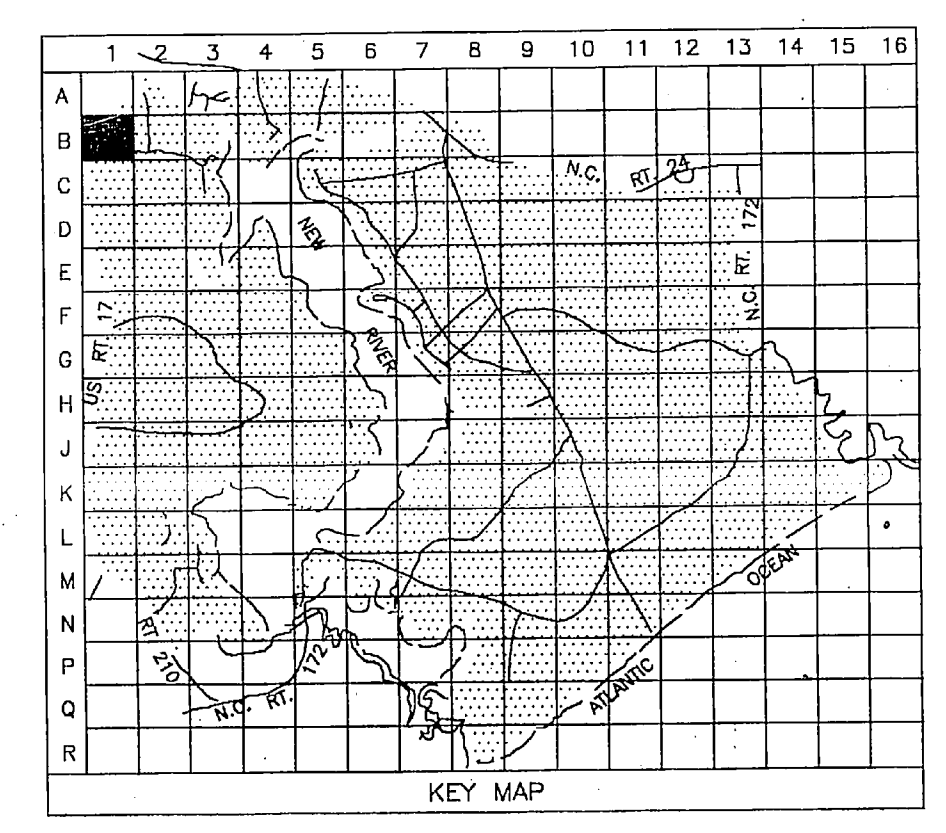 1 2 3 4 5 6 7 8 9 10 11 12 13 14 15 16
A
B
C
N.C. RT. 24
D
NEW
172
E
N.C. RT.
F
US RT 17
G
RIVER
H
J
K
L
M
OCEAN
N
RT 210
P
172
ATLANTIC
Q
N.C. RT.
R
KEY MAP